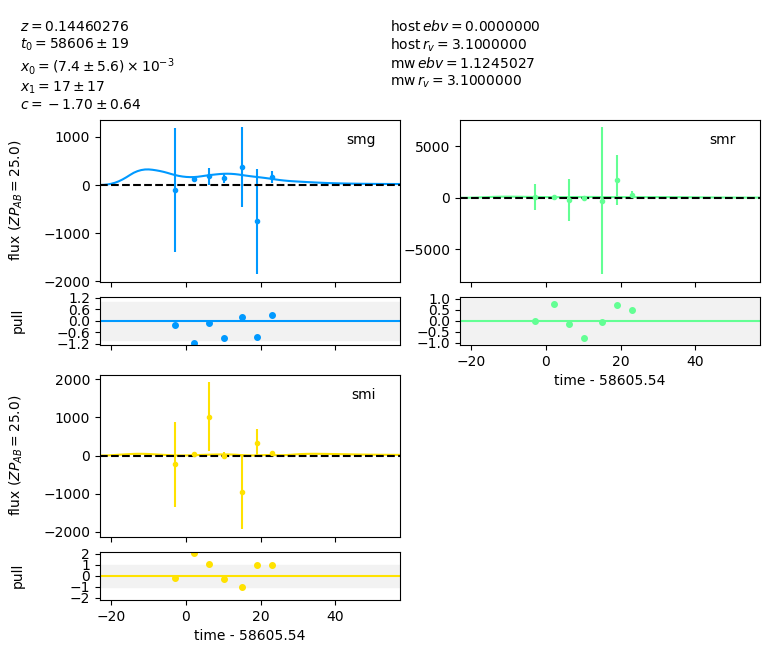 z = 0.14460276
t₀ = 58606 ± 19
x₀ = (7.4 ± 5.6) × 10⁻³
x₁ = 17 ± 17
c = −1.70 ± 0.64
host ebv = 0.0000000
host r_v = 3.1000000
mw ebv = 1.1245027
mw r_v = 3.1000000
smg
1000
0
−1000
−2000
flux (ZP_AB = 25.0)
smr
5000
0
−5000
1.2
0.6
0.0
−0.6
−1.2
pull
1.0
0.5
0.0
−0.5
−1.0
−20 0 20 40
time - 58605.54
smi
2000
1000
0
−1000
−2000
flux (ZP_AB = 25.0)
2
1
0
−1
−2
pull
−20 0 20 40
time - 58605.54